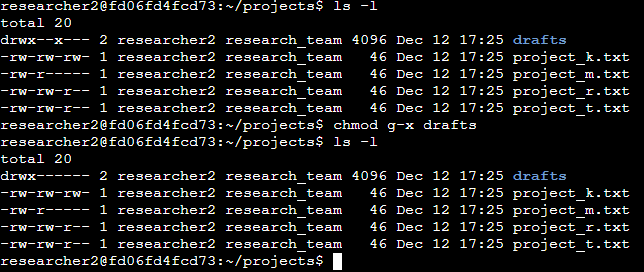 researcher2@fd06fd4fcd73:~/projects$ ls -l
total 20
drwx--x--- 2 researcher2 research_team 4096 Dec 12 17:25 drafts
-rw-rw-rw- 1 researcher2 research_team   46 Dec 12 17:25 project_k.txt
-rw-r----- 1 researcher2 research_team   46 Dec 12 17:25 project_m.txt
-rw-rw-r-- 1 researcher2 research_team   46 Dec 12 17:25 project_r.txt
-rw-rw-r-- 1 researcher2 research_team   46 Dec 12 17:25 project_t.txt
researcher2@fd06fd4fcd73:~/projects$ chmod g-x drafts
researcher2@fd06fd4fcd73:~/projects$ ls -l
total 20
drwx------ 2 researcher2 research_team 4096 Dec 12 17:25 drafts
-rw-rw-rw- 1 researcher2 research_team   46 Dec 12 17:25 project_k.txt
-rw-r----- 1 researcher2 research_team   46 Dec 12 17:25 project_m.txt
-rw-rw-r-- 1 researcher2 research_team   46 Dec 12 17:25 project_r.txt
-rw-rw-r-- 1 researcher2 research_team   46 Dec 12 17:25 project_t.txt
researcher2@fd06fd4fcd73:~/projects$